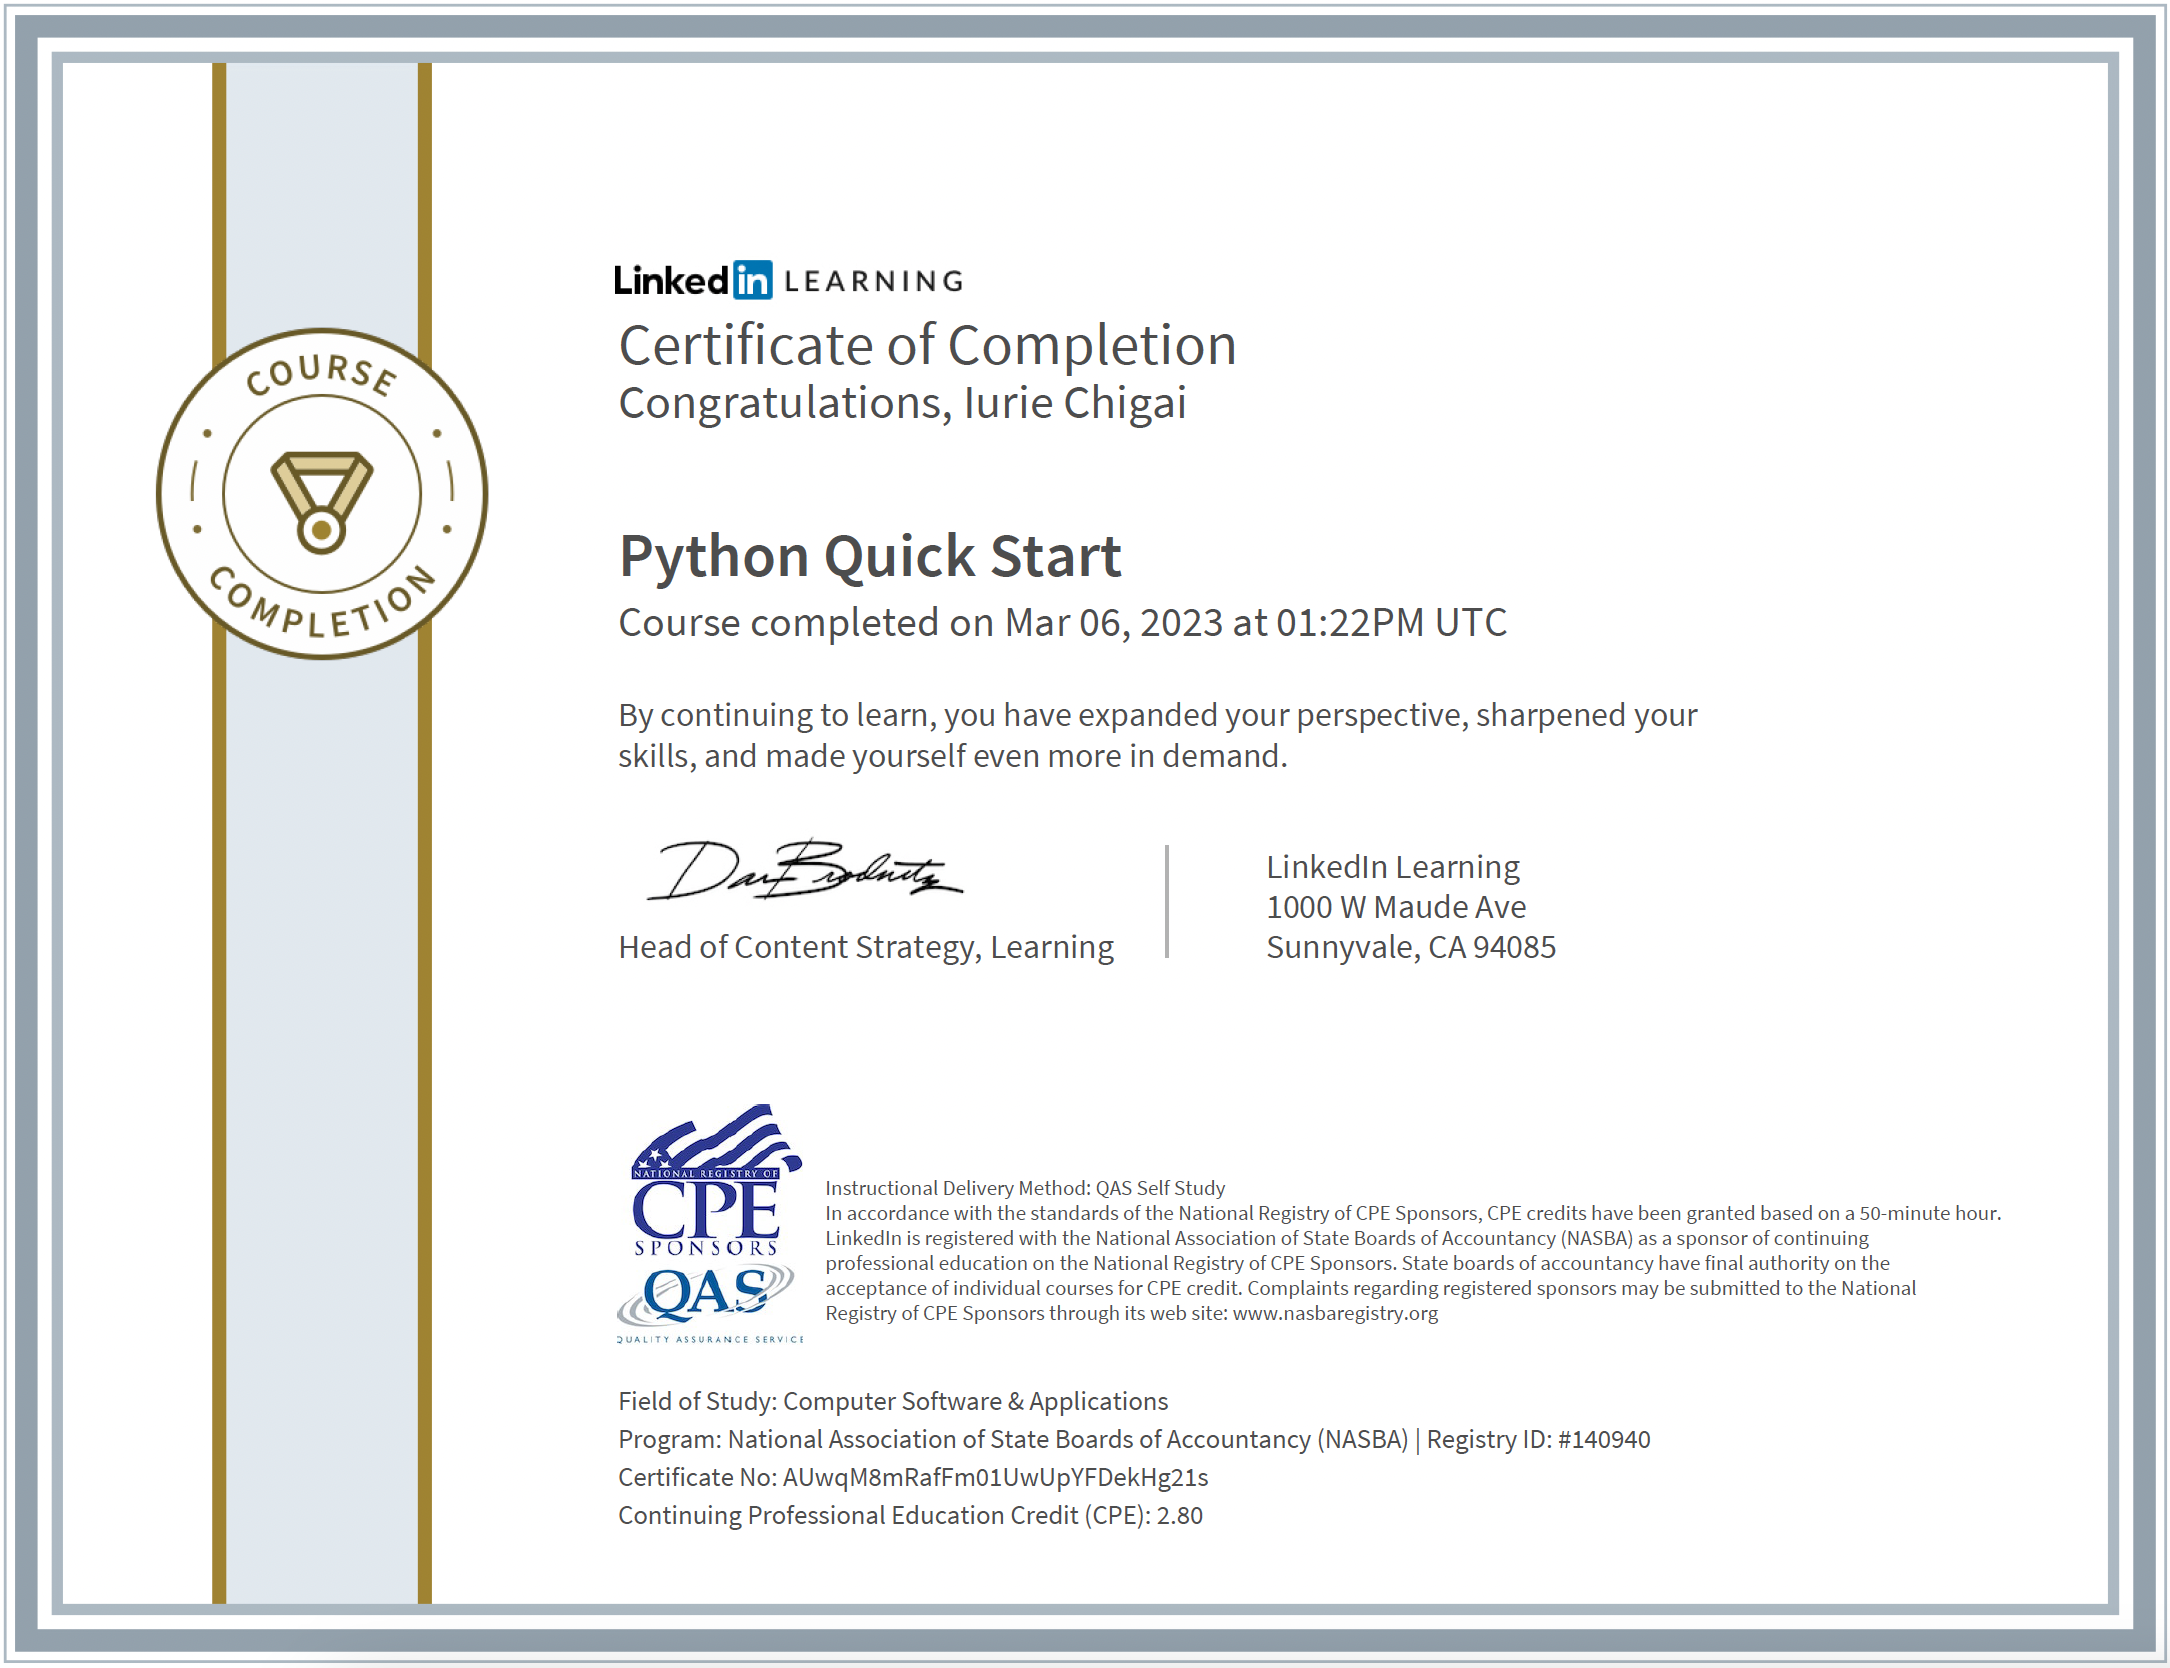 COURSE
COMPLETION
Linked in LEARNING
Certificate of Completion
Congratulations, Iurie Chigai
Python Quick Start
Course completed on Mar 06, 2023 at 01:22PM UTC
By continuing to learn, you have expanded your perspective, sharpened your
skills, and made yourself even more in demand.
Dan Brodnitz
Head of Content Strategy, Learning
LinkedIn Learning
1000 W Maude Ave
Sunnyvale, CA 94085
NATIONAL REGISTRY OF
CPE
SPONSORS
QAS
QUALITY ASSURANCE SERVICE
Instructional Delivery Method: QAS Self Study
In accordance with the standards of the National Registry of CPE Sponsors, CPE credits have been granted based on a 50-minute hour.
LinkedIn is registered with the National Association of State Boards of Accountancy (NASBA) as a sponsor of continuing
professional education on the National Registry of CPE Sponsors. State boards of accountancy have final authority on the
acceptance of individual courses for CPE credit. Complaints regarding registered sponsors may be submitted to the National
Registry of CPE Sponsors through its web site: www.nasbaregistry.org
Field of Study: Computer Software & Applications
Program: National Association of State Boards of Accountancy (NASBA) | Registry ID: #140940
Certificate No: AUwqM8mRafFm01UwUpYFDekHg21s
Continuing Professional Education Credit (CPE): 2.80